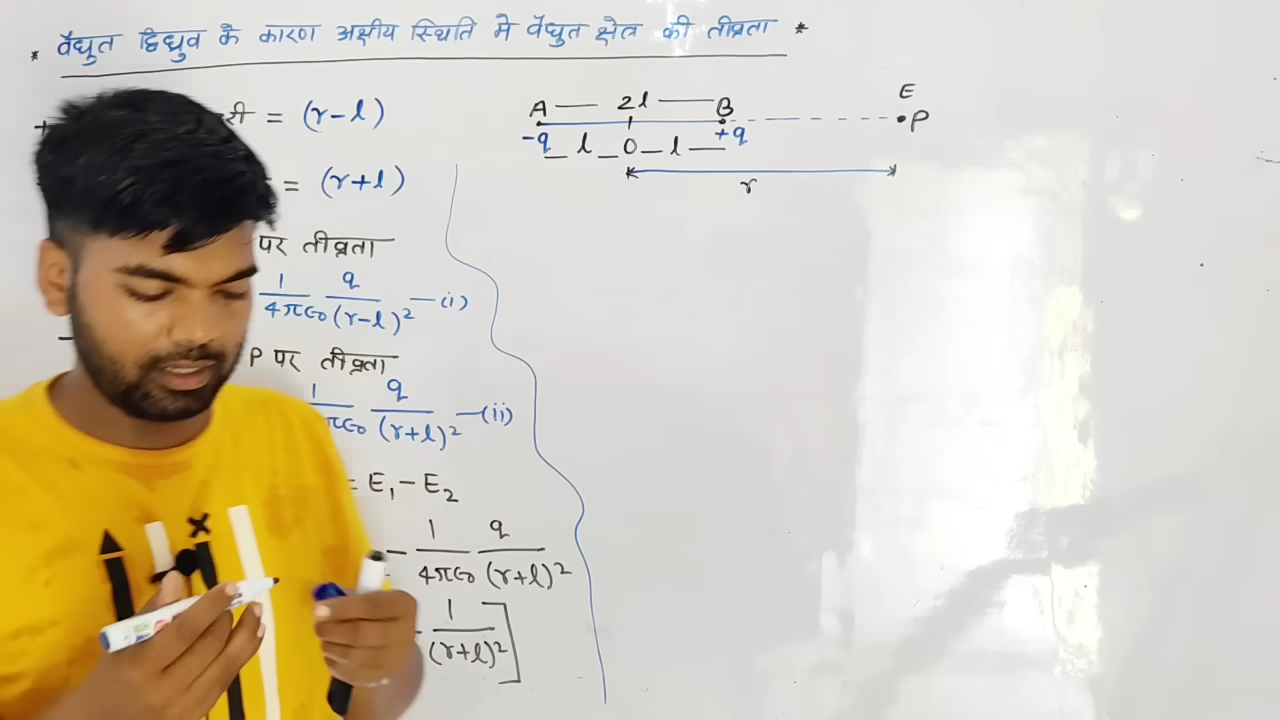 * वैद्युत द्विध्रुव के कारण अक्षीय स्थिति मे वैद्युत क्षेत्र की तीव्रता *
+
री = (r-l)
= (r+l)
पर तीव्रता
1/4πε₀ q/(r-l)² —(i)
P पर तीव्रता
1/πε₀ q/(r+l)² —(ii)
= E₁ - E₂
- 1/4πε₀ q/(r+l)²
- 1/(r+l)² ]
A — 2l — B
E
P
-q l O l +q
r